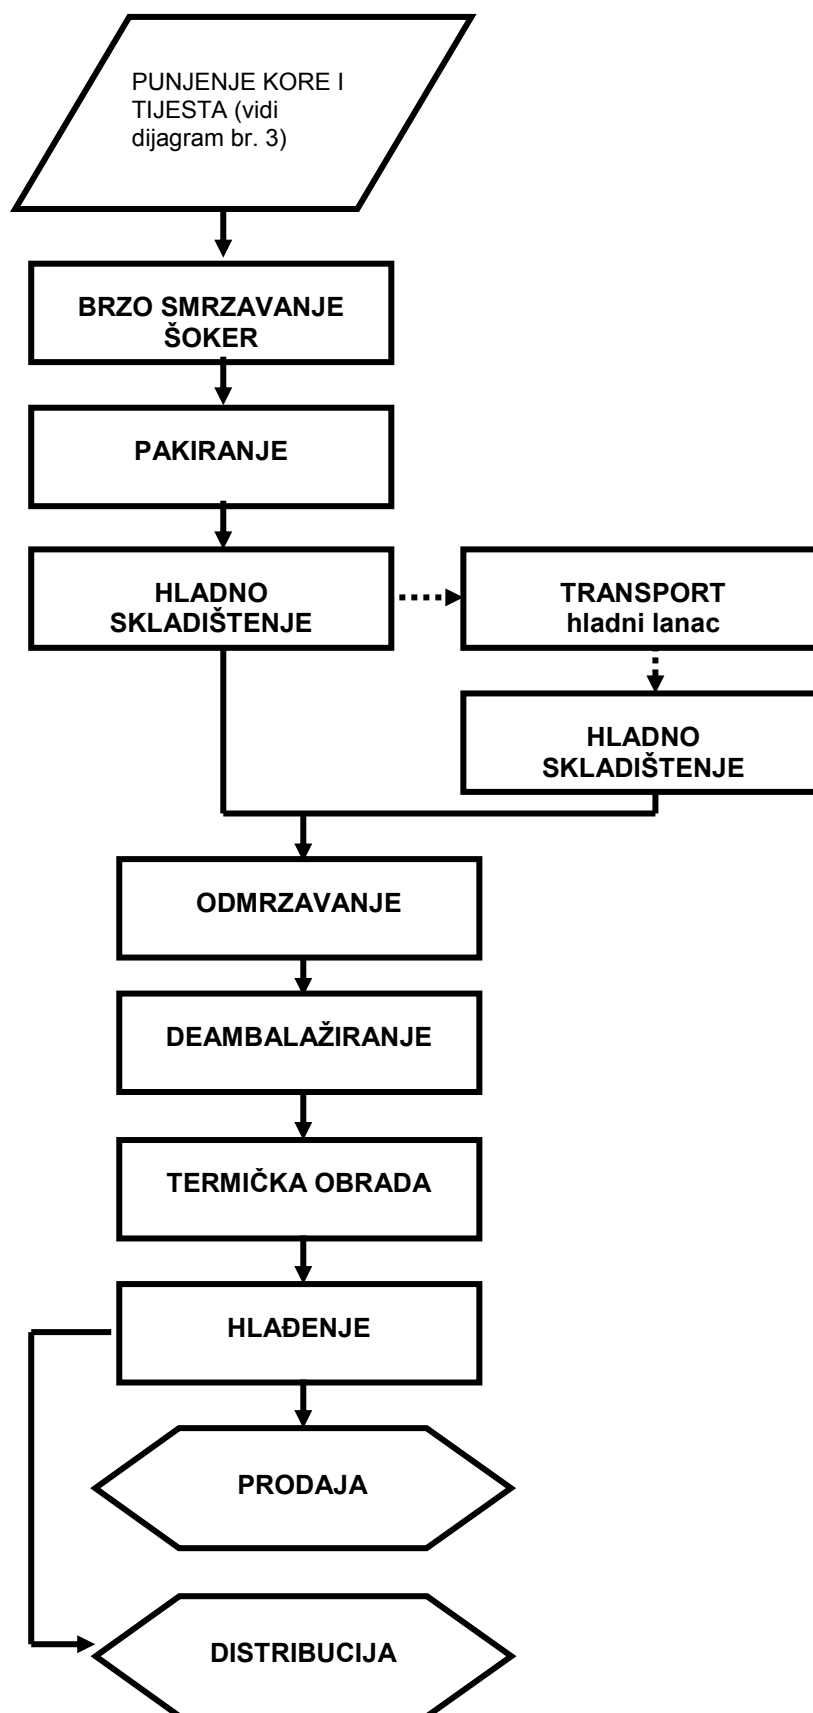 PUNJENJE KORE I
TIJESTA (vidi
dijagram br. 3)
BRZO SMRZAVANJE
ŠOKER
PAKIRANJE
HLADNO
SKLADIŠTENJE
TRANSPORT
hladni lanac
HLADNO
SKLADIŠTENJE
ODMRZAVANJE
DEAMBALAŽIRANJE
TERMIČKA OBRADA
HLAĐENJE
PRODAJA
DISTRIBUCIJA